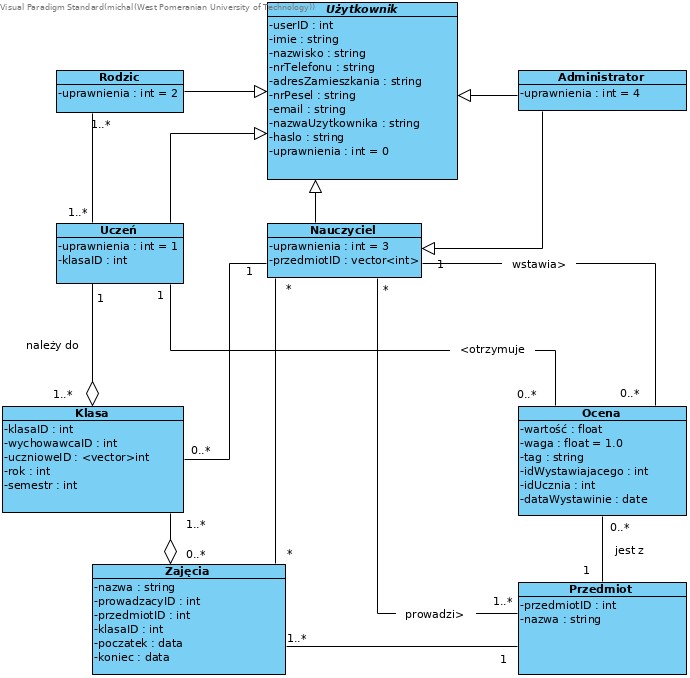 Visual Paradigm Standard(michal(West Pomeranian University of Technology))
Użytkownik
-userID : int
-imie : string
-nazwisko : string
-nrTelefonu : string
-adresZamieszkania : string
-nrPesel : string
-email : string
-nazwaUzytkownika : string
-haslo : string
-uprawnienia : int = 0
Rodzic
-uprawnienia : int = 2
Administrator
-uprawnienia : int = 4
1..*
1..*
Uczeń
-uprawnienia : int = 1
-klasaID : int
Nauczyciel
-uprawnienia : int = 3
-przedmiotID : vector<int>
1
1
1
*
*
1
wstawia>
należy do
<otrzymuje
1..*
0..*
0..*
Klasa
-klasaID : int
-wychowawcaID : int
-uczniow​eID : <vector>int
-rok : int
-semestr : int
0..*
Ocena
-wartość : float
-waga : float = 1.0
-tag : string
-idWystawiajacego : int
-idUcznia : int
-dataWystawinie : date
1..*
0..*
*
0..*
jest z
1
Zajęcia
-nazwa : string
-prowadzacyID : int
-przedmiotID : int
-klasaID : int
-poczatek : data
-koniec : data
Przedmiot
-przedmiotID : int
-nazwa : string
1..*
prowadzi>
1..*
1